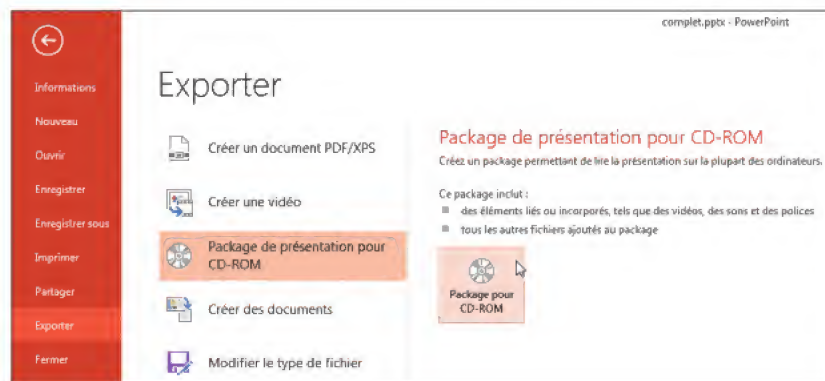 complet.pptx - PowerPoint
Informations
Nouveau
Ouvrir
Enregistrer
Enregistrer sous
Imprimer
Partager
Exporter
Fermer
Exporter
Créer un document PDF/XPS
Créer une vidéo
Package de présentation pour
CD-ROM
Créer des documents
Modifier le type de fichier
Package de présentation pour CD-ROM
Créez un package permettant de lire la présentation sur la plupart des ordinateurs.
Ce package inclut :
des éléments liés ou incorporés, tels que des vidéos, des sons et des polices
tous les autres fichiers ajoutés au package
Package pour
CD-ROM